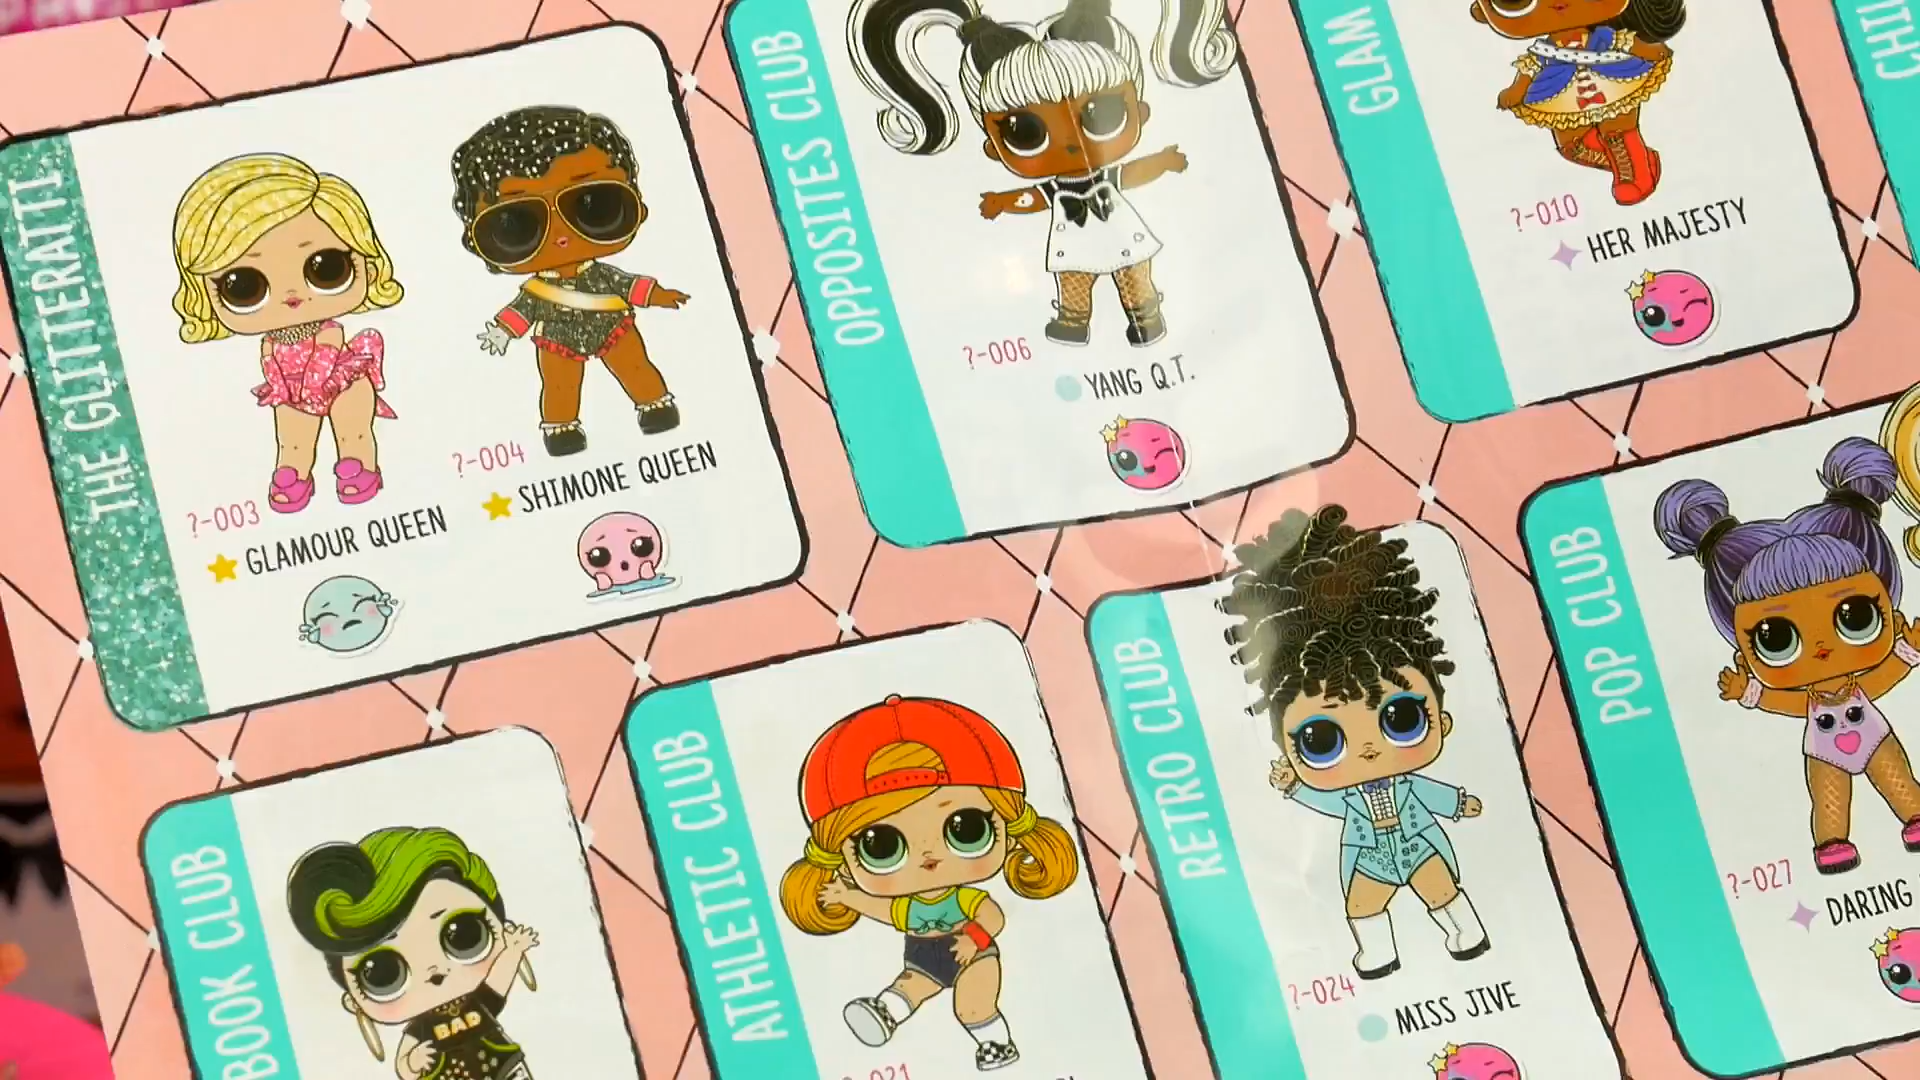 THE GLITTERATI
?-003
GLAMOUR QUEEN
?-004
SHIMONE QUEEN
OPPOSITES CLUB
?-006
YANG Q.T.
GLAM
?-010
HER MAJESTY
BOOK CLUB
BAD
ATHLETIC CLUB
?-021
RETRO CLUB
?-024
MISS JIVE
POP CLUB
?-027
DARING